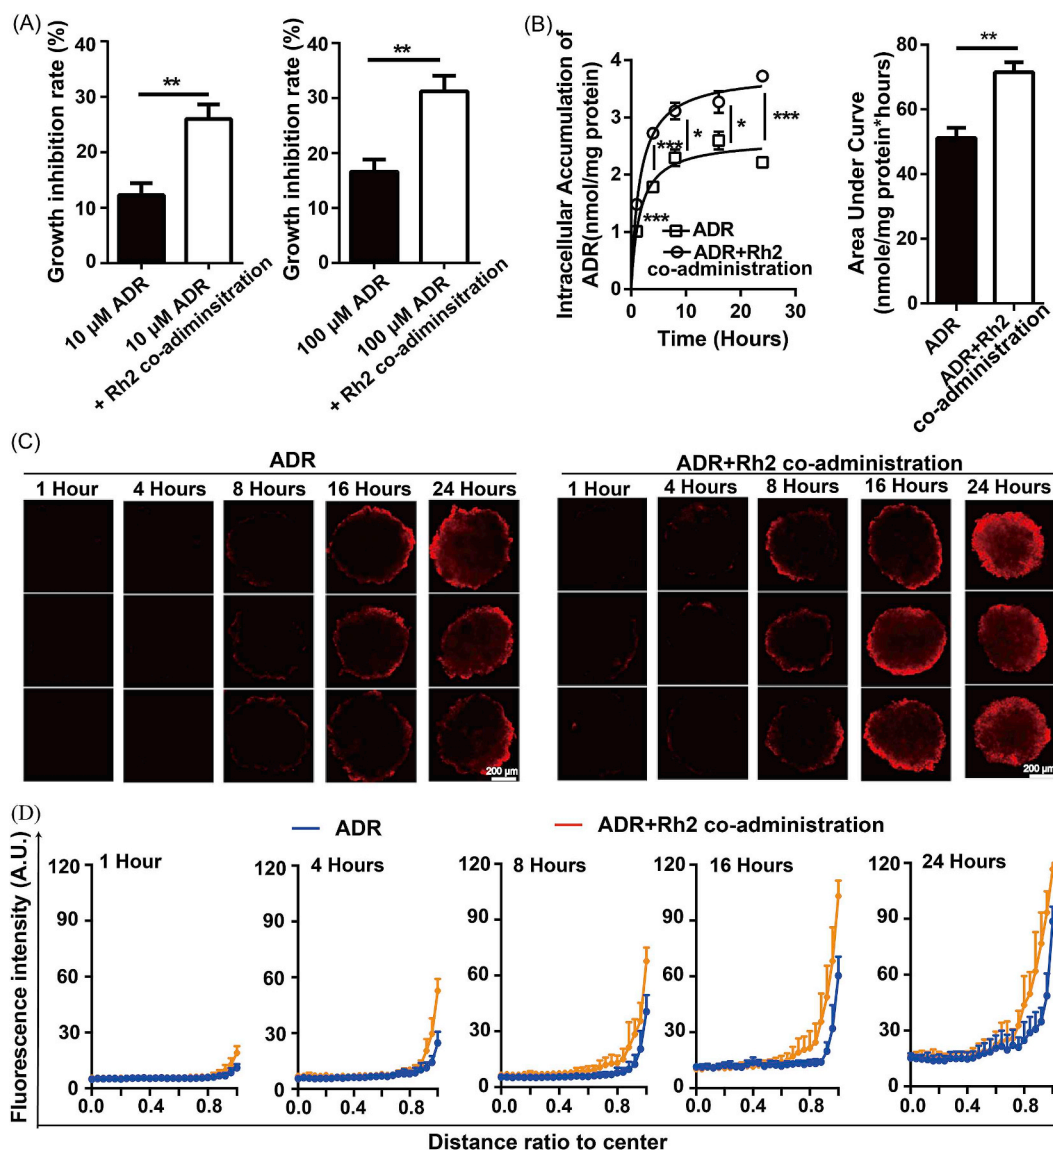 (A)
Growth inhibition rate (%)
40
30
20
10
0
**
10 µM ADR
10 µM ADR
+ Rh2 co-adiminsitration
Growth inhibition rate (%)
40
30
20
10
0
**
100 µM ADR
100 µM ADR
+ Rh2 co-adiminsitration
(B)
Intracellular Accumulation of
ADR(nmol/mg protein)
4
3
2
1
0
***
***
*
*
***
ADR
ADR+Rh2
co-administration
0 10 20 30
Time (Hours)
Area Under Curve
(nmole/mg protein*hours)
80
60
40
20
0
**
ADR
ADR+Rh2
co-administration
(C)
ADR
1 Hour 4 Hours 8 Hours 16 Hours 24 Hours
200 µm
ADR+Rh2 co-administration
1 Hour 4 Hours 8 Hours 16 Hours 24 Hours
200 µm
(D)
ADR
ADR+Rh2 co-administration
Fluorescence intensity (A.U.)
1 Hour
120
90
60
30
0
0.0 0.4 0.8
4 Hours
120
90
60
30
0
0.0 0.4 0.8
8 Hours
120
90
60
30
0
0.0 0.4 0.8
16 Hours
120
90
60
30
0
0.0 0.4 0.8
24 Hours
120
90
60
30
0
0.0 0.4 0.8
Distance ratio to center